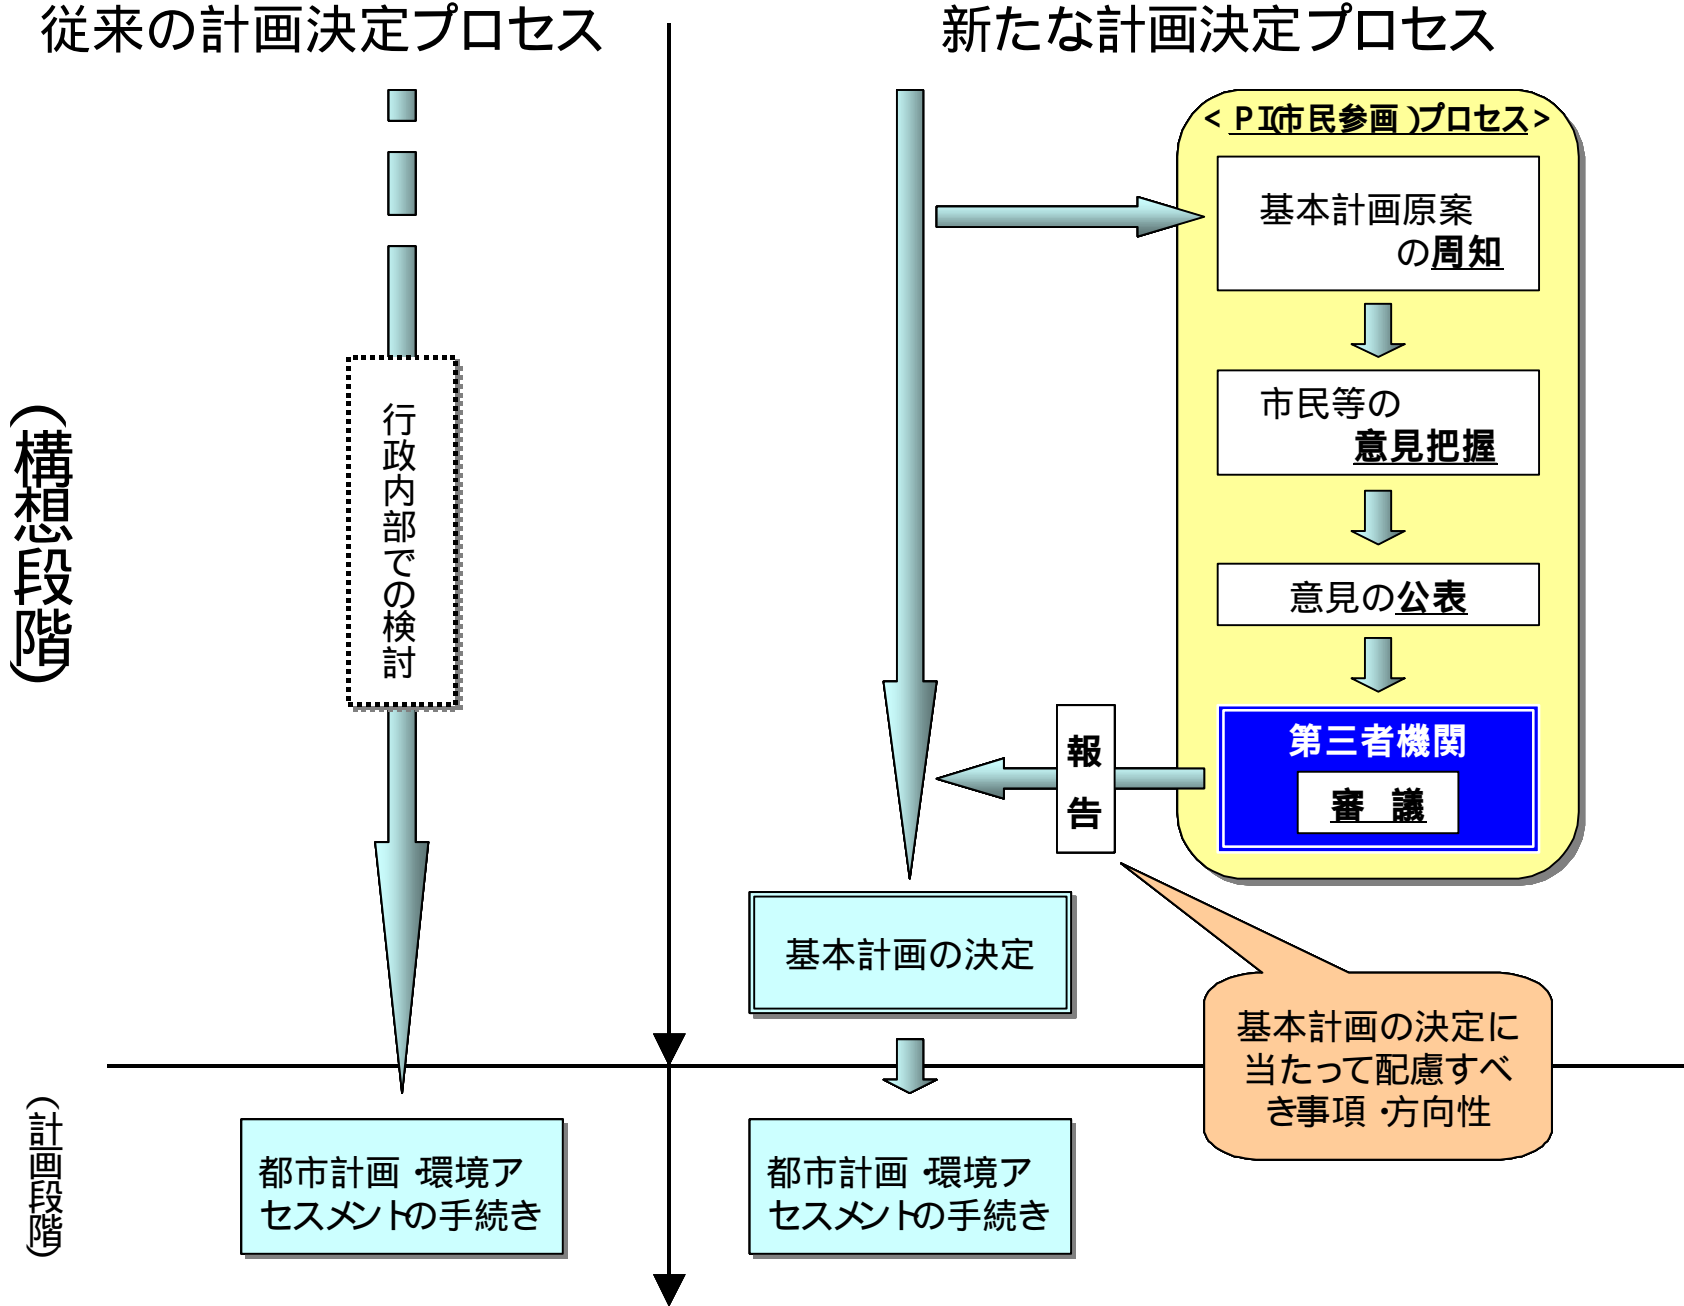 従来の計画決定プロセス
新たな計画決定プロセス
(構想段階)
行政内部での検討
<PI(市民参画)プロセス>
基本計画原案
の周知
市民等の
意見把握
意見の公表
第三者機関
審 議
報告
基本計画の決定
基本計画の決定に
当たって配慮すべ
き事項・方向性
(計画段階)
都市計画・環境ア
セスメントの手続き
都市計画・環境ア
セスメントの手続き